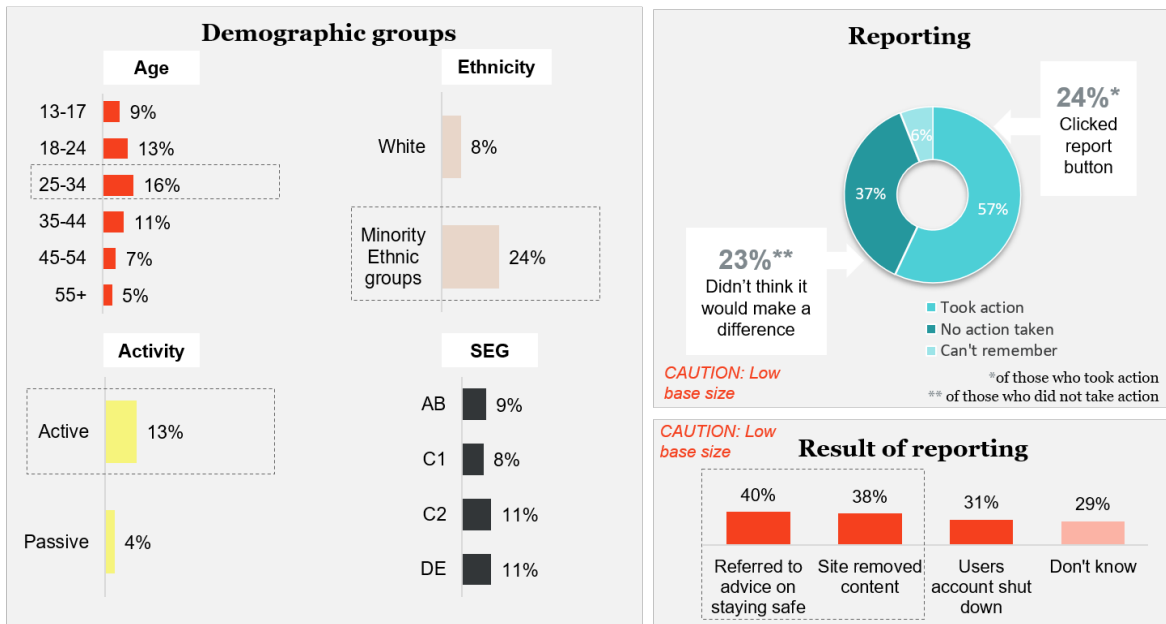 Demographic groups
Age
13-17 9%
18-24 13%
25-34 16%
35-44 11%
45-54 7%
55+ 5%
Ethnicity
White 8%
Minority
Ethnic
groups
24%
Activity
Active 13%
Passive 4%
SEG
AB 9%
C1 8%
C2 11%
DE 11%
Reporting
24%*
Clicked
report
button
6%
37%
57%
23%**
Didn't think it
would make a
difference
Took action
No action taken
Can't remember
CAUTION: Low
base size
*of those who took action
** of those who did not take action
CAUTION: Low
base size
Result of reporting
40%
38%
31%
29%
Referred to
advice on
staying safe
Site removed
content
Users
account shut
down
Don't know